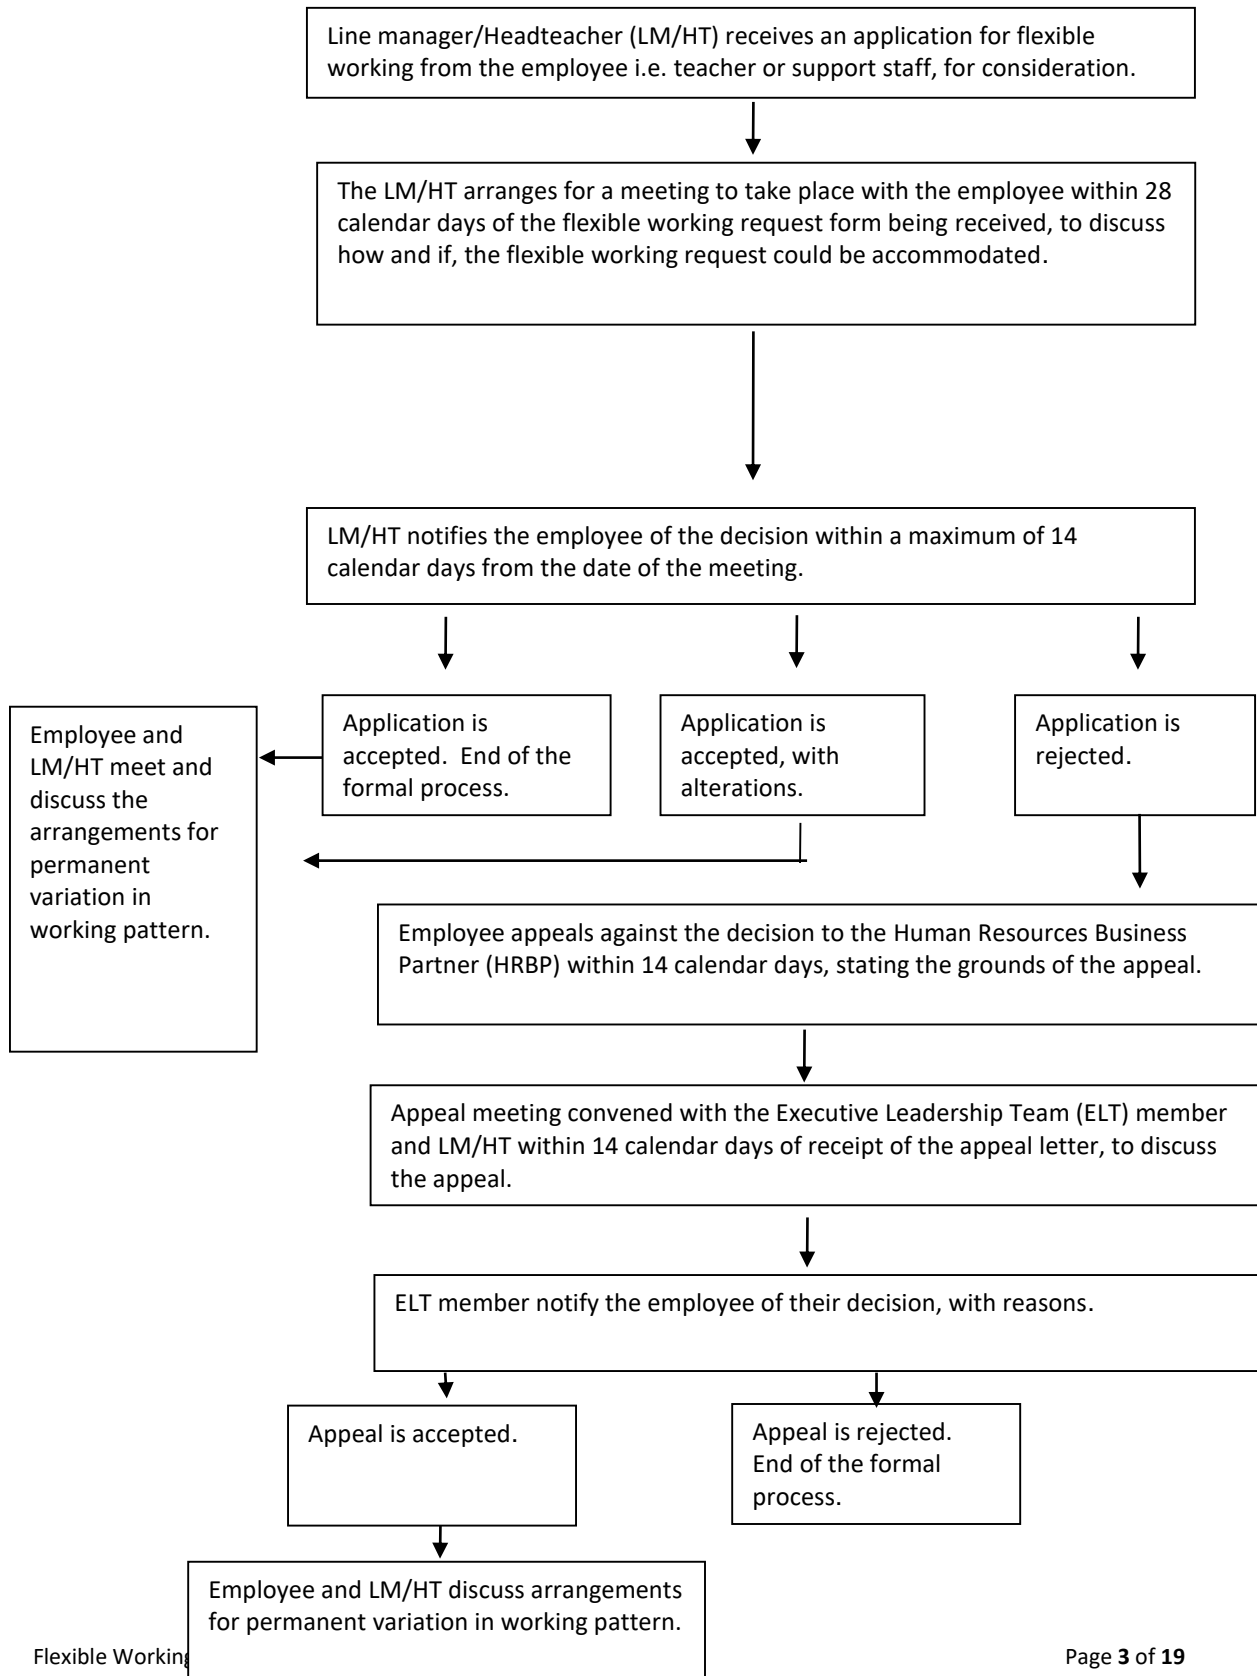 Line manager/Headteacher (LM/HT) receives an application for flexible
working from the employee i.e. teacher or support staff, for consideration.
The LM/HT arranges for a meeting to take place with the employee within 28
calendar days of the flexible working request form being received, to discuss
how and if, the flexible working request could be accommodated.
LM/HT notifies the employee of the decision within a maximum of 14
calendar days from the date of the meeting.
Employee and
LM/HT meet and
discuss the
arrangements for
permanent
variation in
working pattern.
Application is
accepted.  End of the
formal process.
Application is
accepted, with
alterations.
Application is
rejected.
Employee appeals against the decision to the Human Resources Business
Partner (HRBP) within 14 calendar days, stating the grounds of the appeal.
Appeal meeting convened with the Executive Leadership Team (ELT) member
and LM/HT within 14 calendar days of receipt of the appeal letter, to discuss
the appeal.
ELT member notify the employee of their decision, with reasons.
Appeal is accepted.
Appeal is rejected.
End of the formal
process.
Employee and LM/HT discuss arrangements
for permanent variation in working pattern.
Flexible Working
Page 3 of 19